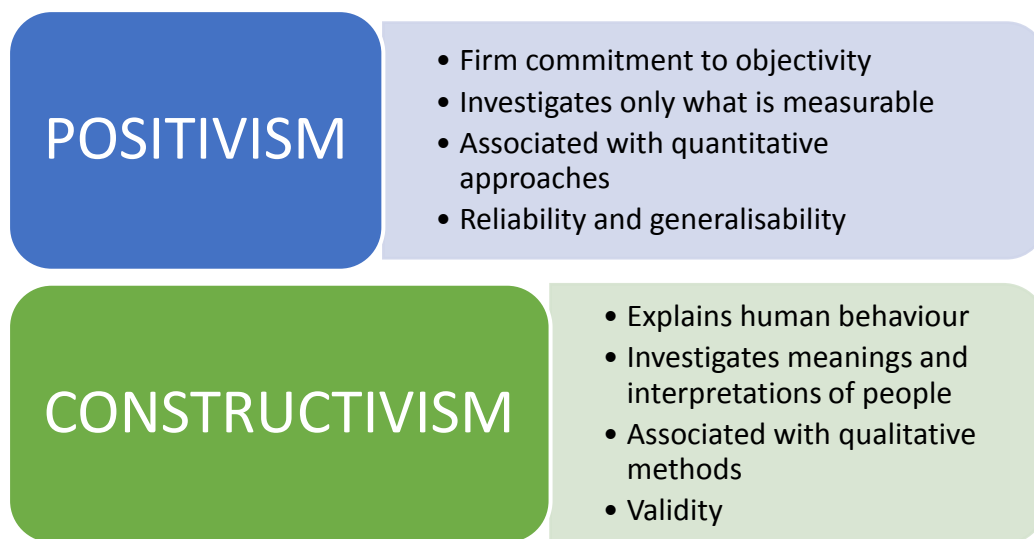 POSITIVISM
• Firm commitment to objectivity
• Investigates only what is measurable
• Associated with quantitative
approaches
• Reliability and generalisability
CONSTRUCTIVISM
• Explains human behaviour
• Investigates meanings and
interpretations of people
• Associated with qualitative
methods
• Validity